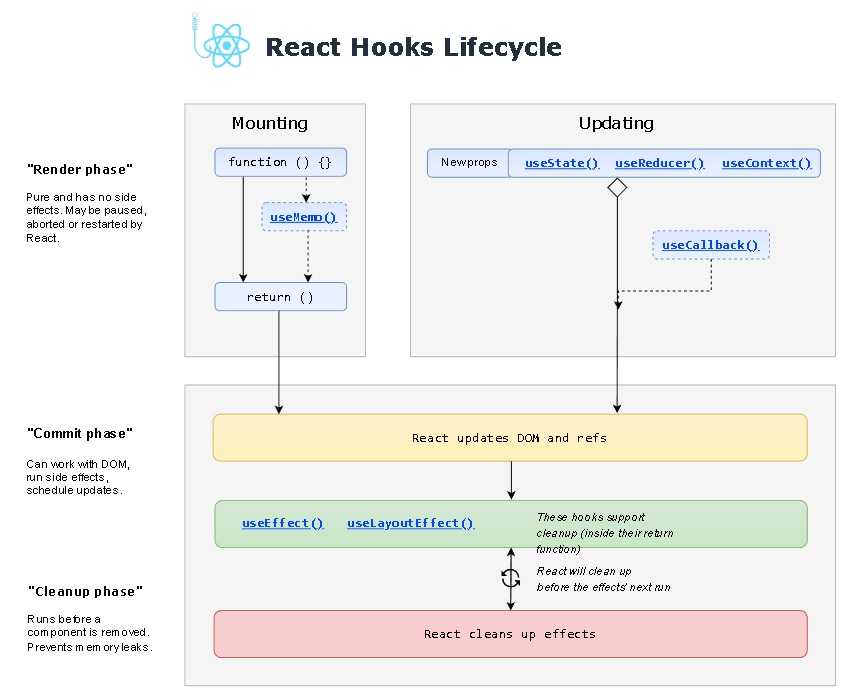 React Hooks Lifecycle
Mounting
Updating
"Render phase"
Pure and has no side
effects. May be paused,
aborted or restarted by
React.
function () {}
useMemo()
return ()
New props
useState() useReducer() useContext()
useCallback()
"Commit phase"
Can work with DOM,
run side effects,
schedule updates.
React updates DOM and refs
useEffect() useLayoutEffect()
These hooks support
cleanup (inside their return
function)
React will clean up
before the effects' next run
"Cleanup phase"
Runs before a
component is removed.
Prevents memory leaks.
React cleans up effects